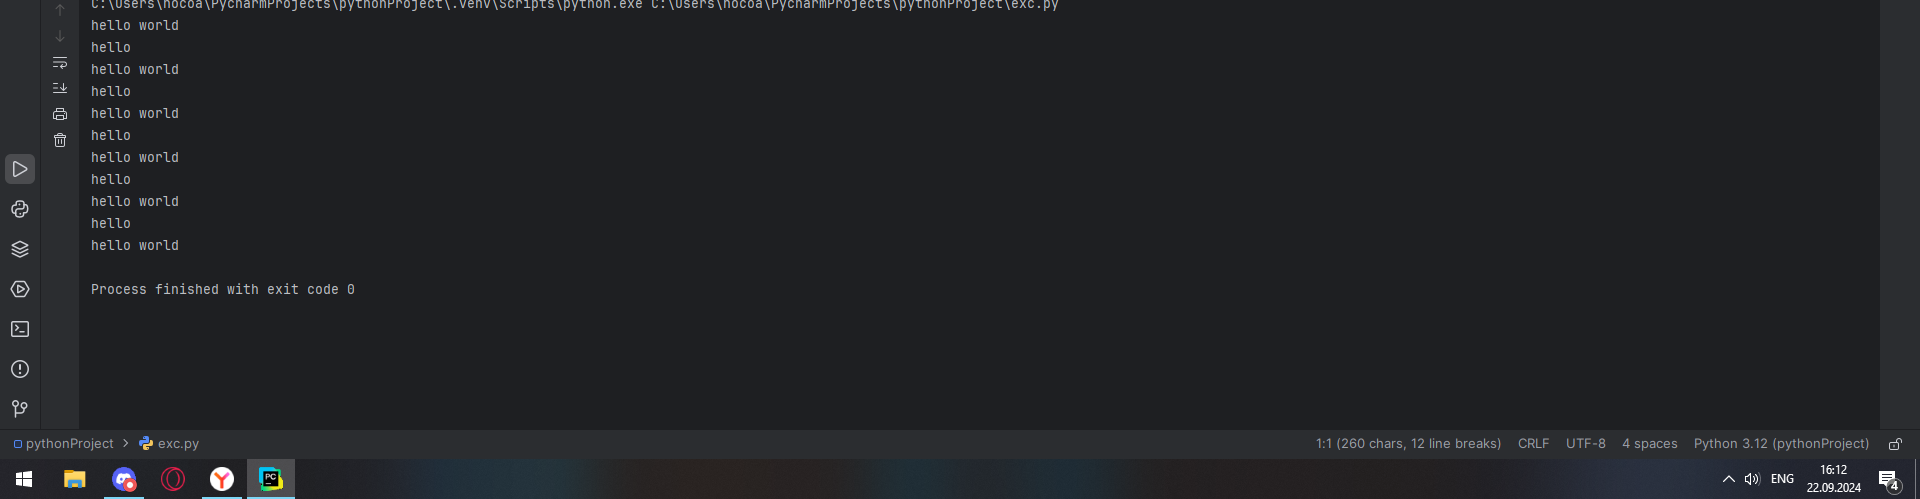 C:\Users\nocoa\PycharmProjects\pythonProject\.venv\Scripts\python.exe C:\Users\nocoa\PycharmProjects\pythonProject\exc.py
hello world
hello
hello world
hello
hello world
hello
hello world
hello
hello world
hello
hello world
Process finished with exit code 0
pythonProject > exc.py
1:1 (260 chars, 12 line breaks) CRLF UTF-8 4 spaces Python 3.12 (pythonProject)
PC
ENG
16:12
22.09.2024
4